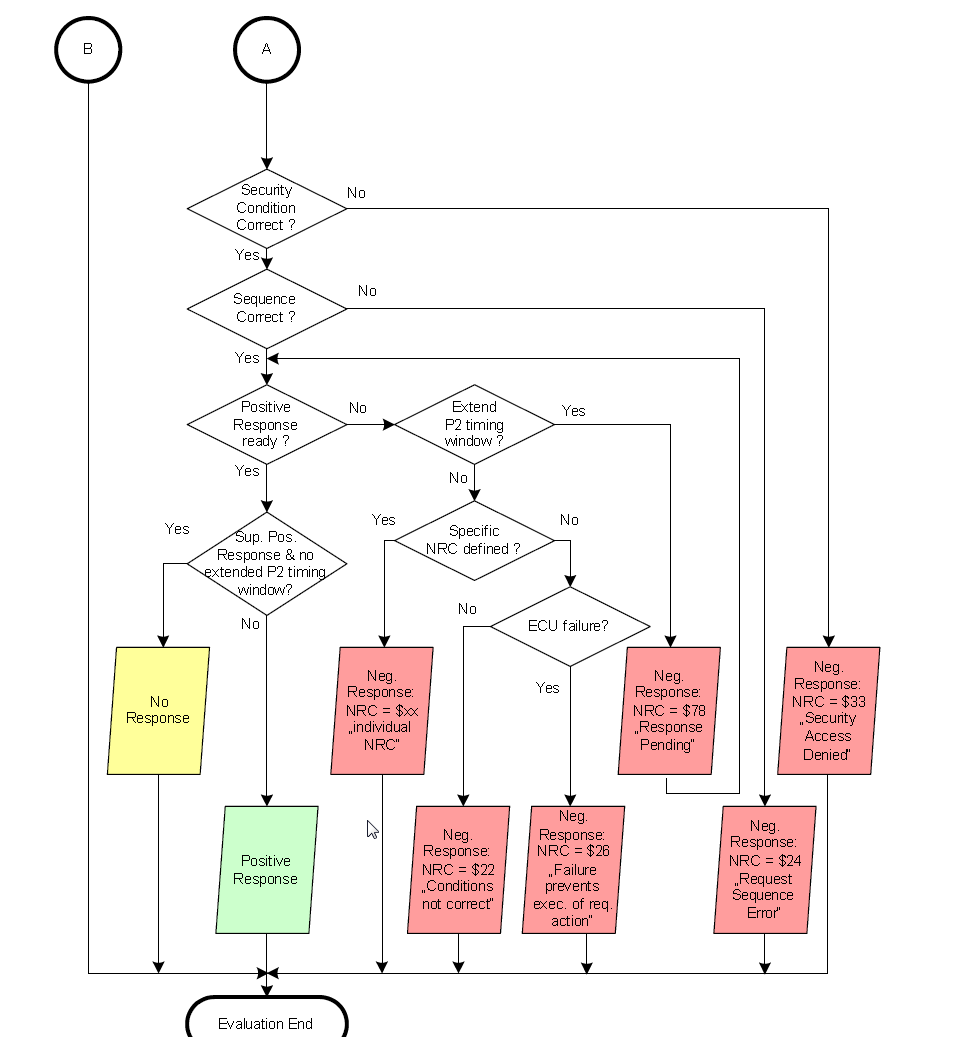 B
A
Security
Condition
Correct ?
No
Yes
Sequence
Correct ?
No
Yes
Positive
Response
ready ?
No
Extend
P2 timing
window ?
Yes
Yes
No
Specific
NRC defined ?
Yes
No
Sup. Pos.
Response & no
extended P2 timing
window?
Yes
No
ECU failure?
No
Yes
No
Response
Neg.
Response:
NRC = $xx
„individual
NRC“
Neg.
Response:
NRC = $78
„Response
Pending“
Neg.
Response:
NRC = $33
„Security
Access
Denied“
Positive
Response
Neg.
Response:
NRC = $22
„Conditions
not correct“
Neg.
Response:
NRC = $26
„Failure
prevents
exec. of req.
action“
Neg.
Response:
NRC = $24
„Request
Sequence
Error“
Evaluation End